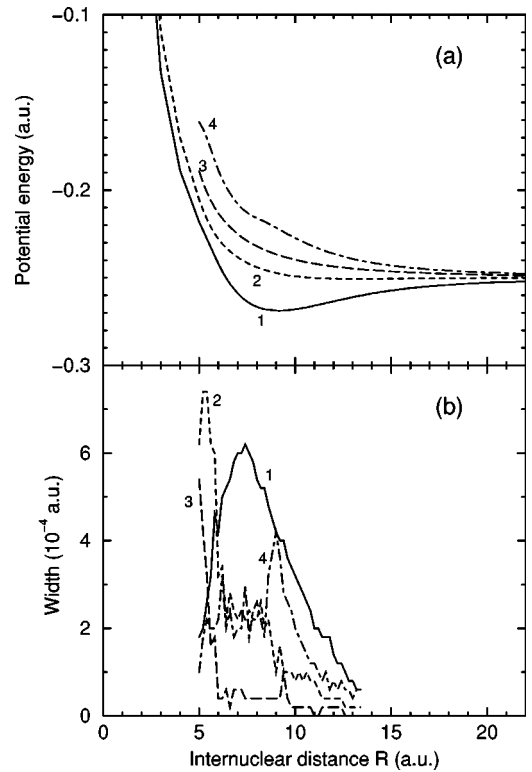 −0.1
(a)
Potential energy (a.u.)
4
3
−0.2
2
1
−0.3
(b)
2
6
1
3
Width (10⁻⁴ a.u.)
4
4
2
0
0 5 10 15 20
Internuclear distance R (a.u.)